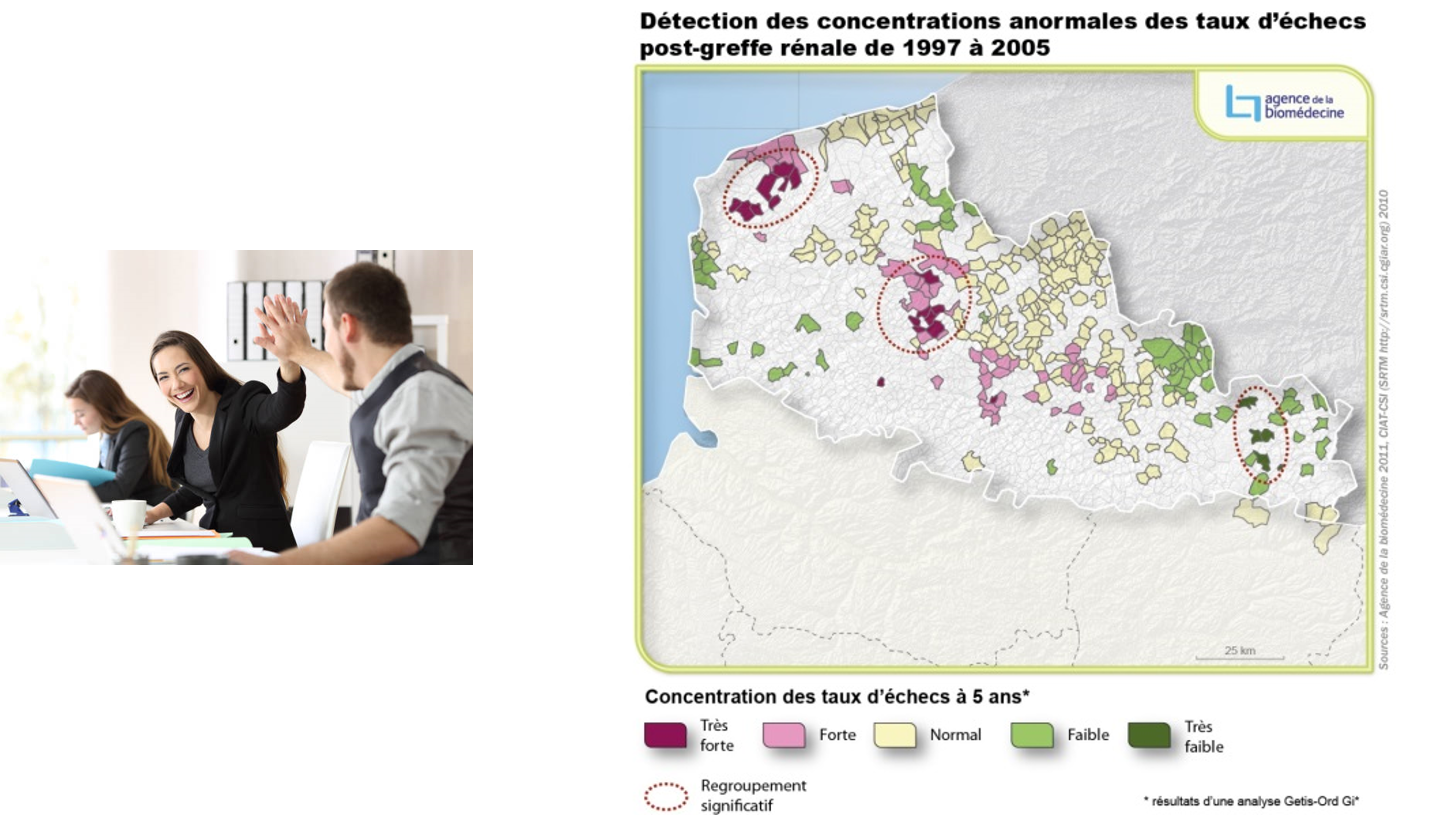 Détection des concentrations anormales des taux d'échecs
post-greffe rénale de 1997 à 2005
agence de la
biomédecine
Sources : Agence de la biomédecine 2011, CIAT-CSI (SRTM http://srtm.csi.cgiar.org) 2010
25 km
Concentration des taux d'échecs à 5 ans*
Très
forte
Forte
Normal
Faible
Très
faible
Regroupement
significatif
* résultats d'une analyse Getis-Ord Gi*